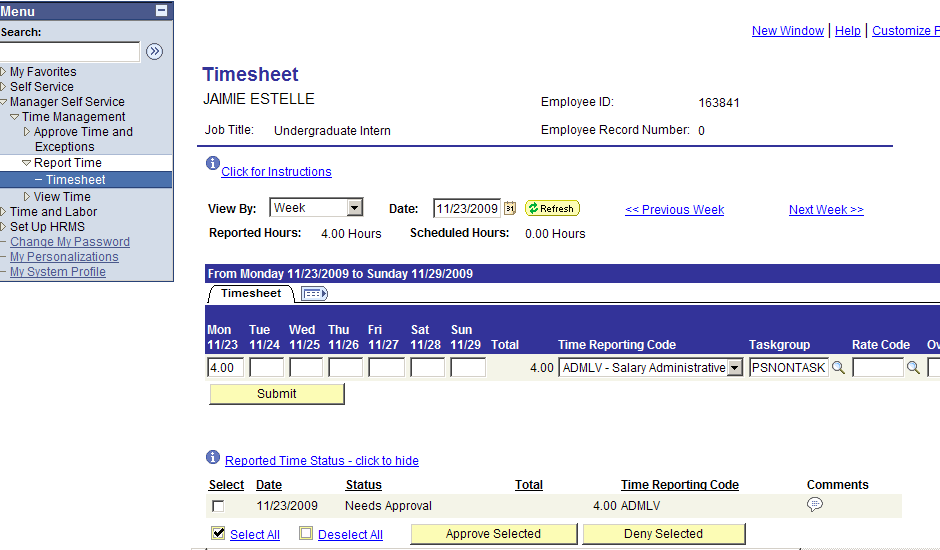 Menu
Search:
My Favorites
Self Service
Manager Self Service
Time Management
Approve Time and
Exceptions
Report Time
Timesheet
View Time
Time and Labor
Set Up HRMS
Change My Password
My Personalizations
My System Profile
New Window | Help | Customize P
Timesheet
JAIMIE ESTELLE
Employee ID: 163841
Job Title: Undergraduate Intern
Employee Record Number: 0
Click for Instructions
View By: Week Date: 11/23/2009 31 Refresh << Previous Week Next Week >>
Reported Hours: 4.00 Hours Scheduled Hours: 0.00 Hours
From Monday 11/23/2009 to Sunday 11/29/2009
Timesheet
Mon Tue Wed Thu Fri Sat Sun
11/23 11/24 11/25 11/26 11/27 11/28 11/29 Total Time Reporting Code Taskgroup Rate Code Ov
4.00 4.00 ADMLV - Salary Administrative PSNONTASK
Submit
Reported Time Status - click to hide
Select Date Status Total Time Reporting Code Comments
11/23/2009 Needs Approval 4.00 ADMLV
Select All Deselect All Approve Selected Deny Selected